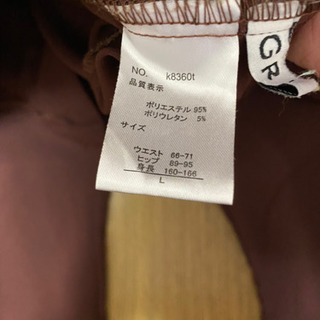 NO. k8360t
品質表示
ポリエステル 95%
ポリウレタン 5%
サイズ
ウエスト 66-71
ヒップ 89-95
身長 160-166
L
GR